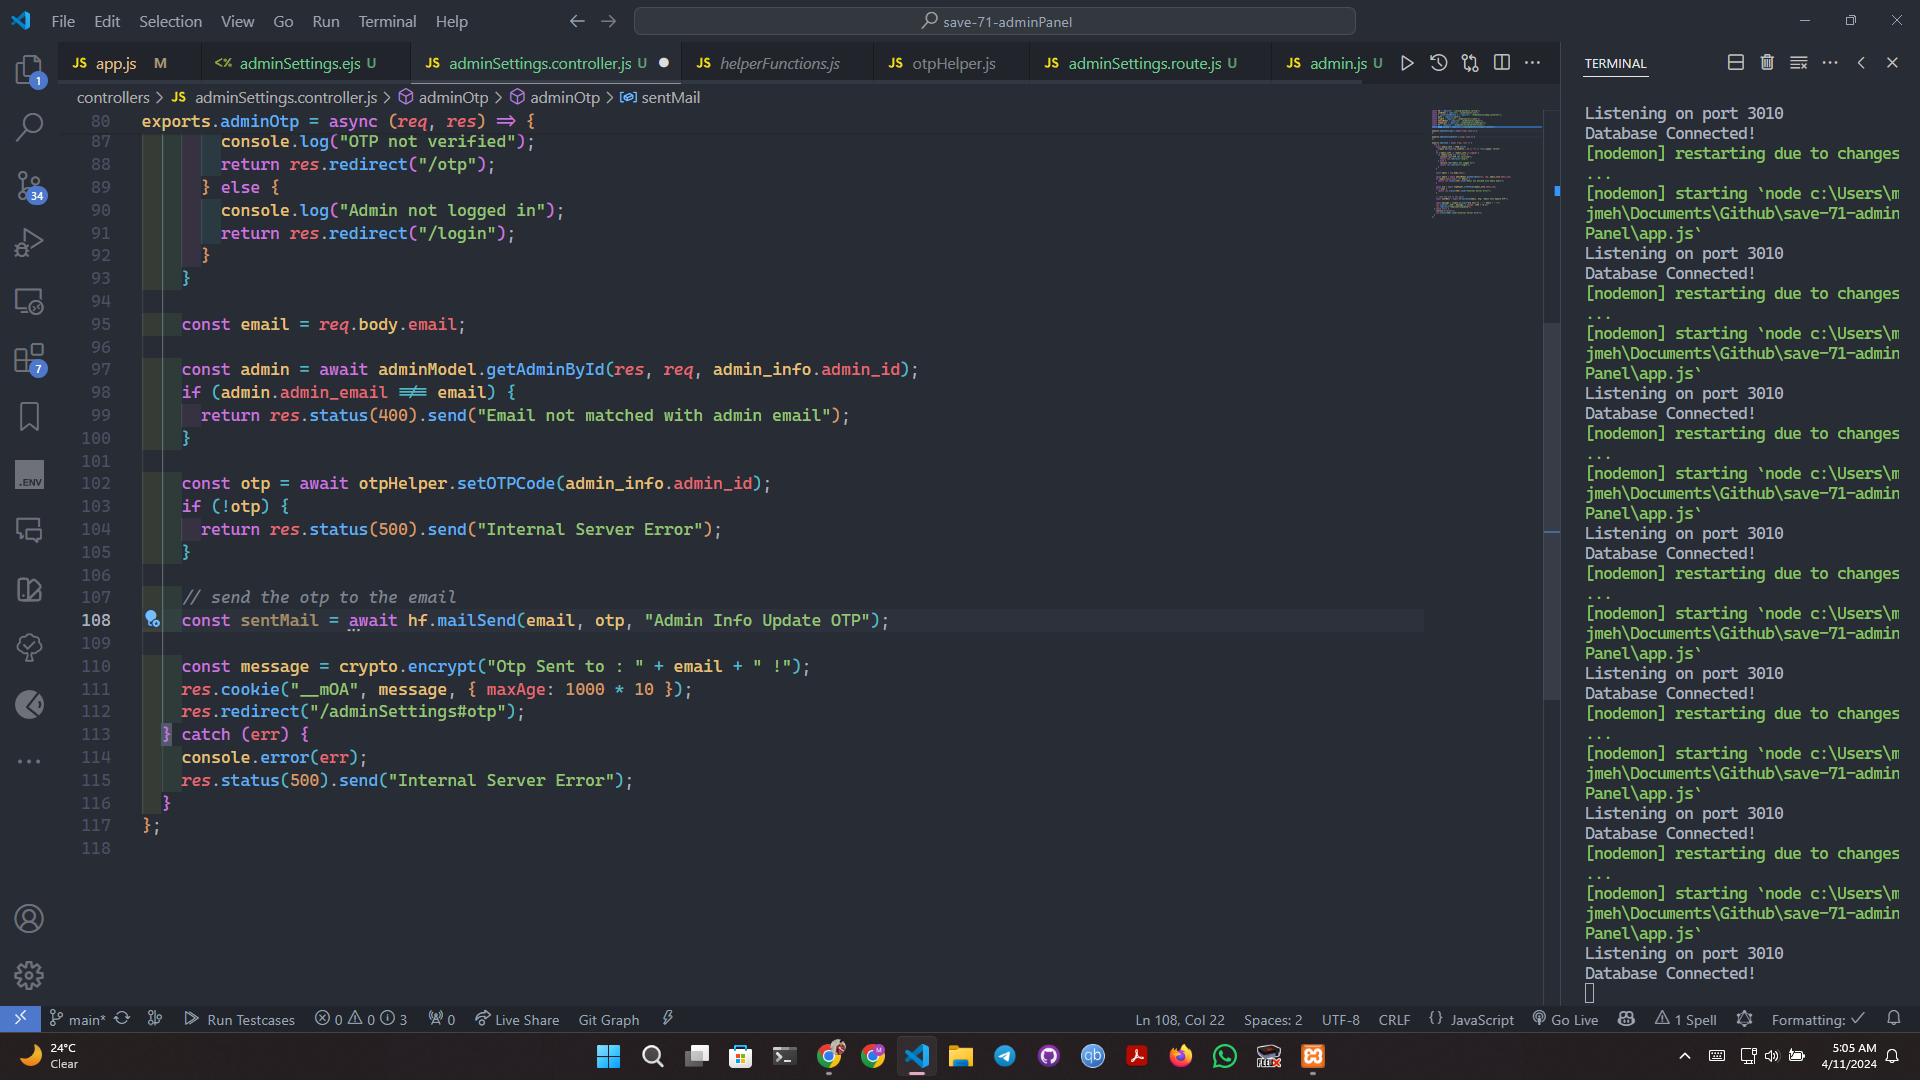 File Edit Selection View Go Run Terminal Help
save-71-adminPanel
JS app.js M
<% adminSettings.ejs U
JS adminSettings.controller.js U
JS helperFunctions.js
JS otpHelper.js
JS adminSettings.route.js U
JS admin.js U
controllers > JS adminSettings.controller.js > adminOtp > adminOtp > sentMail
80 exports.adminOtp = async (req, res) => {
87 console.log("OTP not verified");
88 return res.redirect("/otp");
89 } else {
90 console.log("Admin not logged in");
91 return res.redirect("/login");
92 }
93 }
94
95 const email = req.body.email;
96
97 const admin = await adminModel.getAdminById(res, req, admin_info.admin_id);
98 if (admin.admin_email !== email) {
99 return res.status(400).send("Email not matched with admin email");
100 }
101
102 const otp = await otpHelper.setOTPCode(admin_info.admin_id);
103 if (!otp) {
104 return res.status(500).send("Internal Server Error");
105 }
106
107 // send the otp to the email
108 const sentMail = await hf.mailSend(email, otp, "Admin Info Update OTP");
109
110 const message = crypto.encrypt("Otp Sent to : " + email + " !");
111 res.cookie("__mOA", message, { maxAge: 1000 * 10 });
112 res.redirect("/adminSettings#otp");
113 } catch (err) {
114 console.error(err);
115 res.status(500).send("Internal Server Error");
116 }
117 };
118
1
34
7
.ENV
TERMINAL
Listening on port 3010
Database Connected!
[nodemon] restarting due to changes
...
[nodemon] starting `node c:\Users\m
jmeh\Documents\Github\save-71-admin
Panel\app.js`
Listening on port 3010
Database Connected!
[nodemon] restarting due to changes
...
[nodemon] starting `node c:\Users\m
jmeh\Documents\Github\save-71-admin
Panel\app.js`
Listening on port 3010
Database Connected!
[nodemon] restarting due to changes
...
[nodemon] starting `node c:\Users\m
jmeh\Documents\Github\save-71-admin
Panel\app.js`
Listening on port 3010
Database Connected!
[nodemon] restarting due to changes
...
[nodemon] starting `node c:\Users\m
jmeh\Documents\Github\save-71-admin
Panel\app.js`
Listening on port 3010
Database Connected!
[nodemon] restarting due to changes
...
[nodemon] starting `node c:\Users\m
jmeh\Documents\Github\save-71-admin
Panel\app.js`
Listening on port 3010
Database Connected!
[nodemon] restarting due to changes
...
[nodemon] starting `node c:\Users\m
jmeh\Documents\Github\save-71-admin
Panel\app.js`
Listening on port 3010
Database Connected!
main* Run Testcases 0 0 3 0 Live Share Git Graph
Ln 108, Col 22 Spaces: 2 UTF-8 CRLF {} JavaScript Go Live 1 Spell Formatting: ✓
24°C
Clear
5:05 AM
4/11/2024